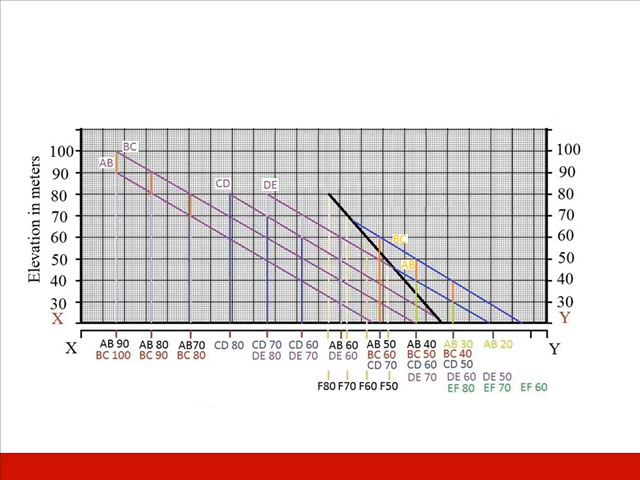 Elevation in meters
100
90
80
70
60
50
40
30
X
100
90
80
70
60
50
40
30
Y
BC
AB
CD
DE
BC
AB
X
Y
AB 90 AB 80 AB70 CD 80 CD 70 CD 60 AB 60 AB 50 AB 40 AB 30 AB 20
BC 100 BC 90 BC 80 DE 80 DE 70 DE 60 BC 60 BC 50 BC 40
CD 70 CD 60 CD 50
DE 70 DE 60 DE 50
F80 F70 F60 F50 EF 80 EF 70 EF 60